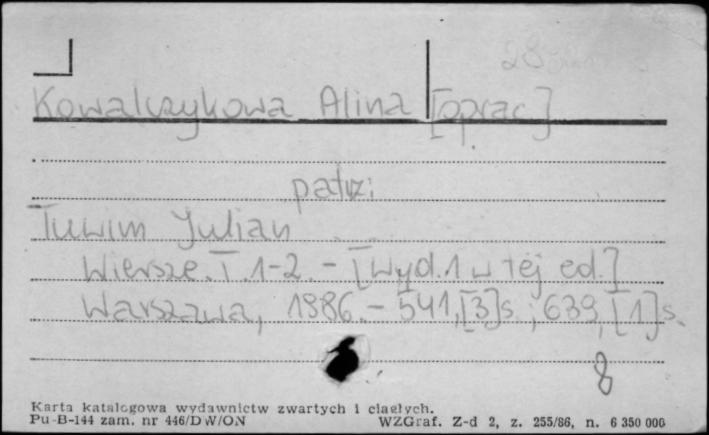 28
Kowalczykowa Alina [oprac]
patrz:
Tuwim Julian
Wiersze. T. 1-2. - [Wyd. 1 w tej ed.]
Warszawa, 1986. - 541, [3] s.; 639, [1] s.
8
Karta katalogowa wydawnictw zwartych i ciągłych.
Pu-B-144 zam. nr 446/DW/ON WZGraf. Z-d 2, z. 255/86, n. 6 350 000